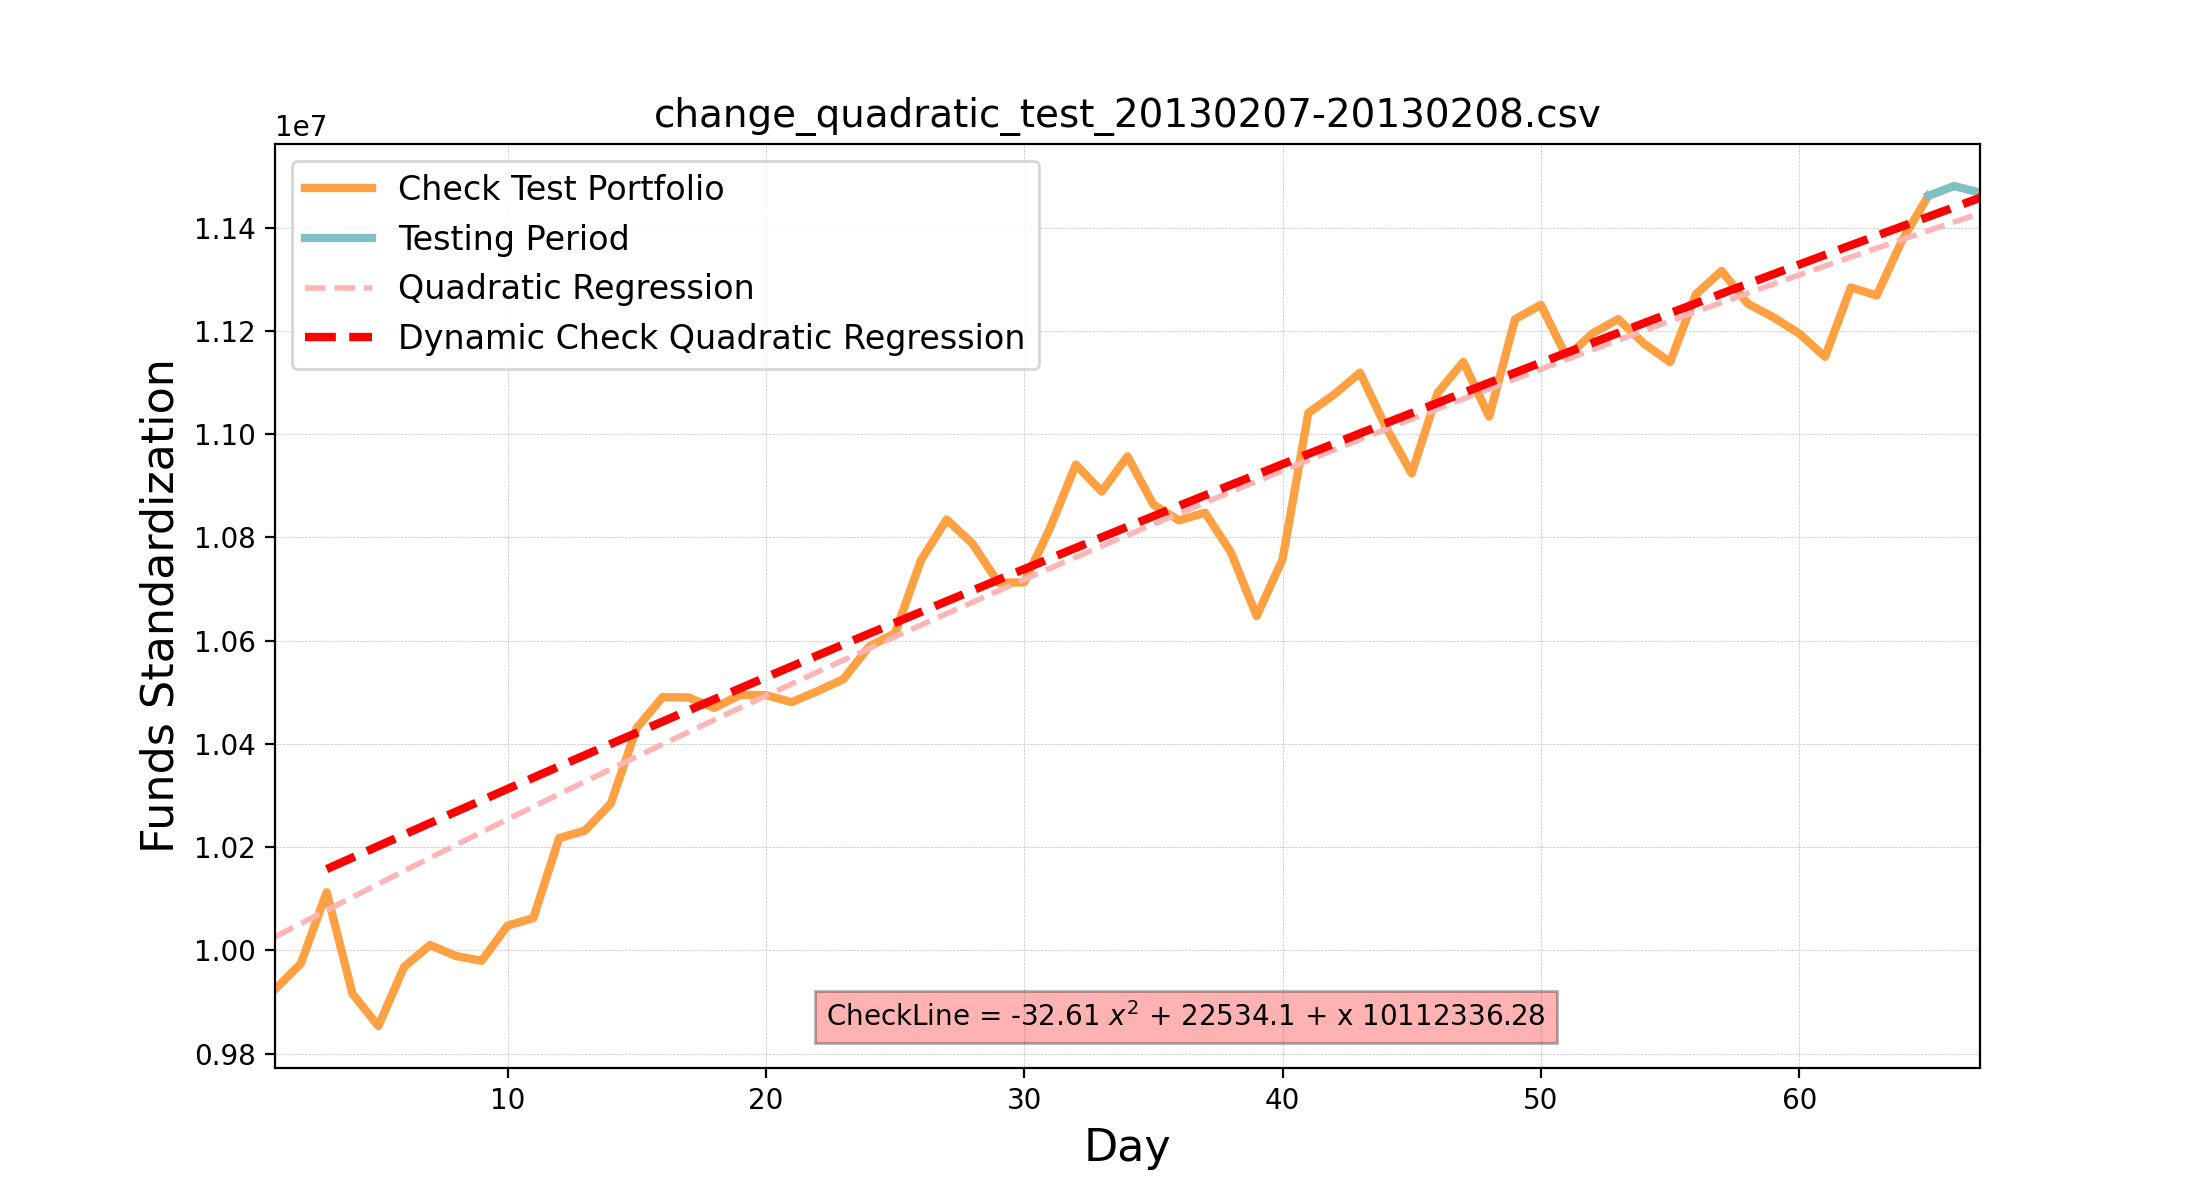 change_quadratic_test_20130207-20130208.csv
1e7
Check Test Portfolio
Testing Period
Quadratic Regression
Dynamic Check Quadratic Regression
1.14
1.12
1.10
1.08
1.06
1.04
1.02
1.00
0.98
Funds Standardization
CheckLine = -32.61 x² + 22534.1 + x 10112336.28
10 20 30 40 50 60
Day